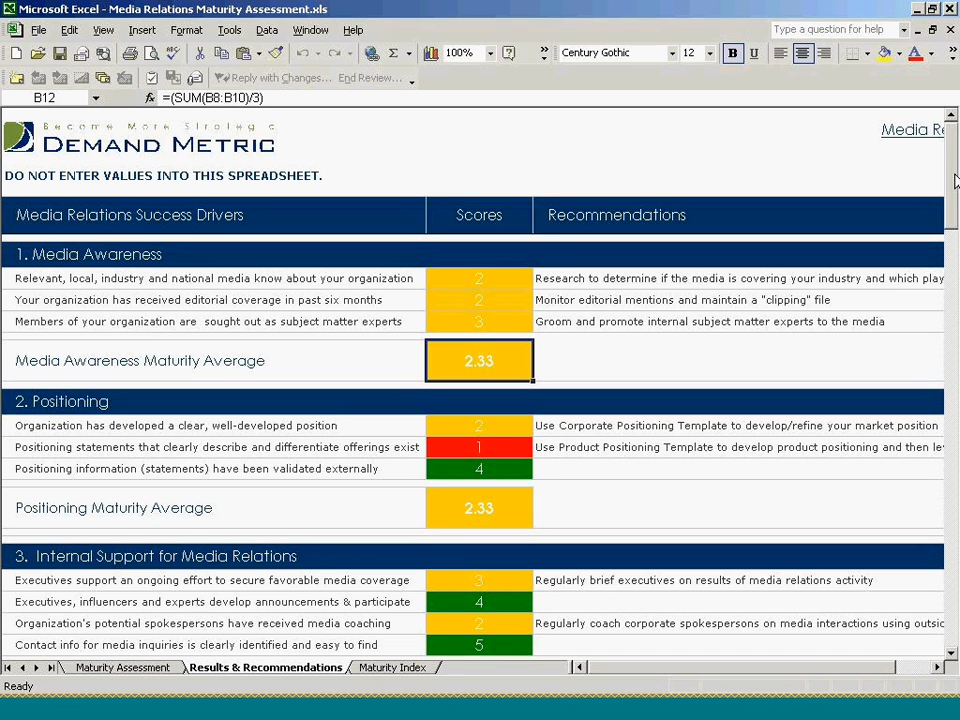 Microsoft Excel - Media Relations Maturity Assessment.xls
File Edit View Insert Format Tools Data Window Help
Type a question for help
100%
Century Gothic
12
B U
Reply with Changes... End Review...
B12
fx =(SUM(B8:B10)/3)
Become More Strategic
DEMAND METRIC
Media Re
DO NOT ENTER VALUES INTO THIS SPREADSHEET.
Media Relations Success Drivers Scores Recommendations
1. Media Awareness
Relevant, local, industry and national media know about your organization 2 Research to determine if the media is covering your industry and which play
Your organization has received editorial coverage in past six months 2 Monitor editorial mentions and maintain a "clipping" file
Members of your organization are sought out as subject matter experts 3 Groom and promote internal subject matter experts to the media
Media Awareness Maturity Average 2.33
2. Positioning
Organization has developed a clear, well-developed position 2 Use Corporate Positioning Template to develop/refine your market position
Positioning statements that clearly describe and differentiate offerings exist 1 Use Product Positioning Template to develop product positioning and then le
Positioning information (statements) have been validated externally 4
Positioning Maturity Average 2.33
3. Internal Support for Media Relations
Executives support an ongoing effort to secure favorable media coverage 3 Regularly brief executives on results of media relations activity
Executives, influencers and experts develop announcements & participate 4
Organization's potential spokespersons have received media coaching 2 Regularly coach corporate spokespersons on media interactions using outsid
Contact info for media inquiries is clearly identified and easy to find 5
Maturity Assessment Results & Recommendations Maturity Index
Ready